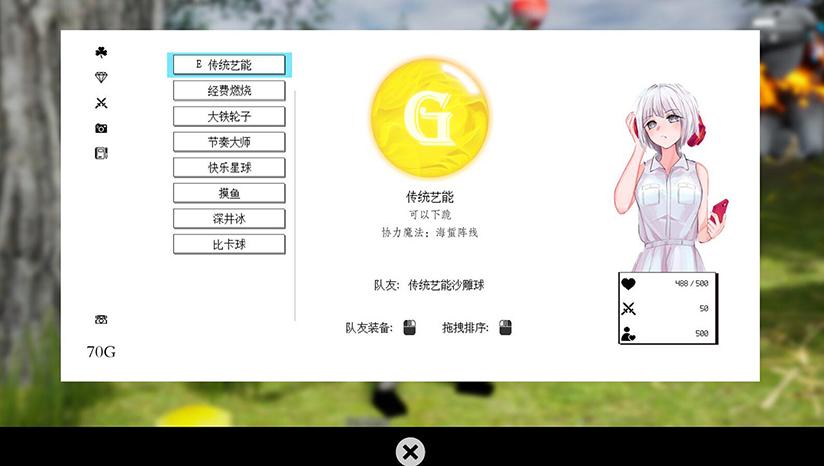 E 传统艺能
经费燃烧
大铁轮子
节奏大师
快乐星球
摸鱼
深井冰
比卡球
70G
G
传统艺能
可以下跪
协力魔法：海蜇阵线
队友：传统艺能沙雕球
队友装备：
拖拽排序：
488/500
50
500